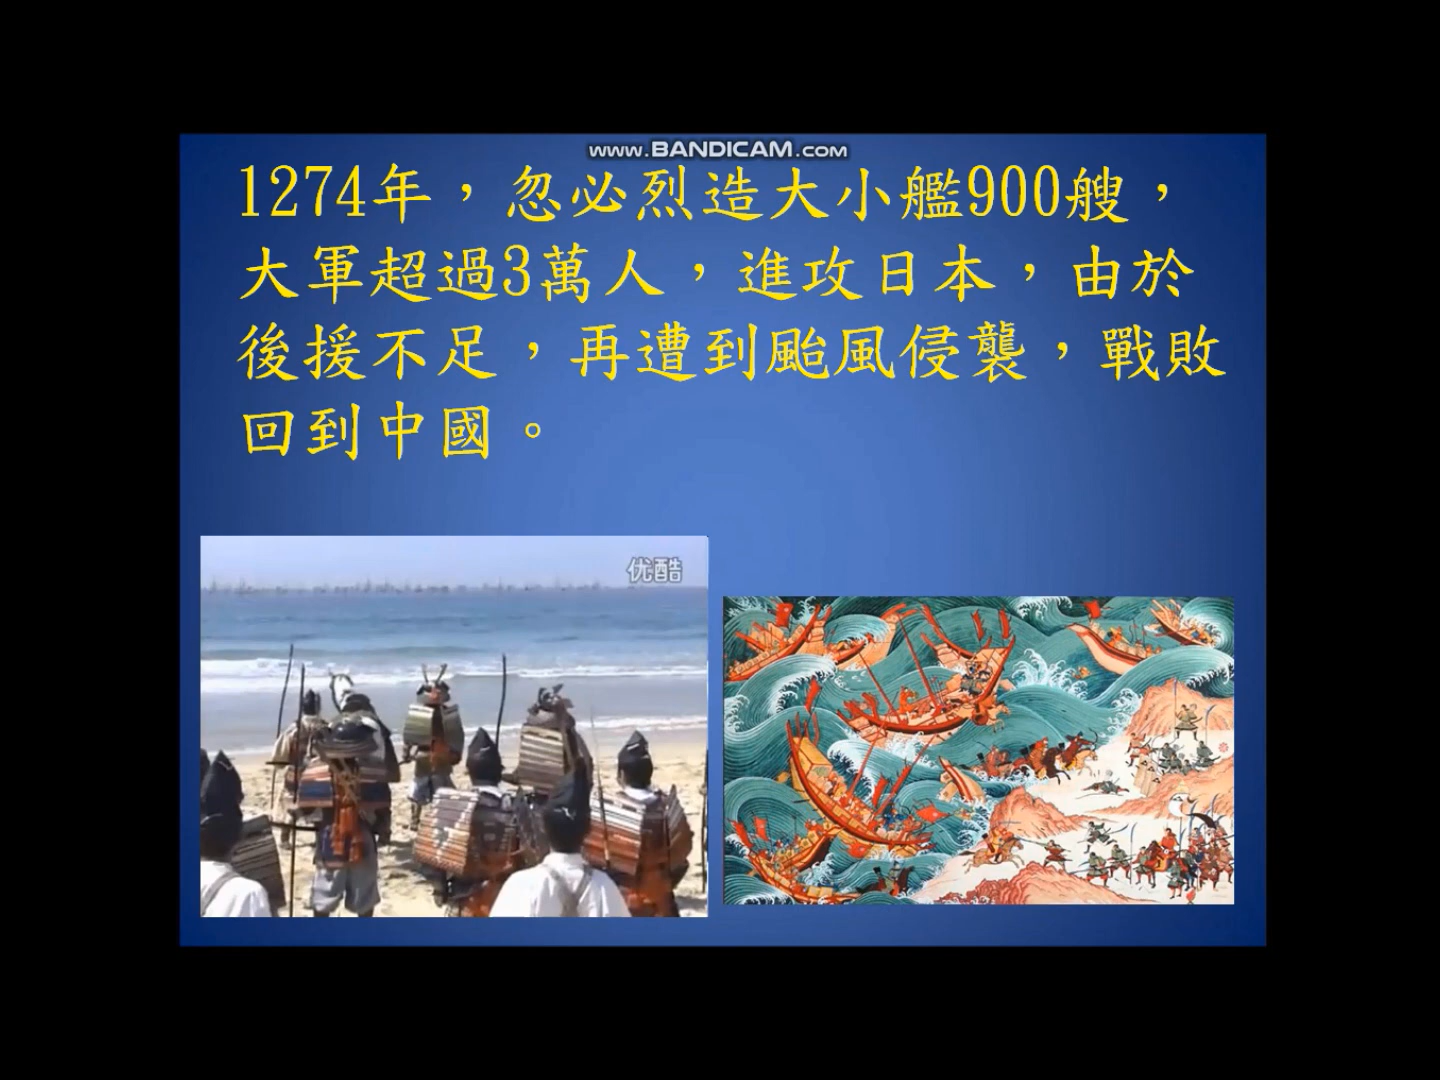 www.BANDICAM.com
1274年，忽必烈造大小艦900艘，
大軍超過3萬人，進攻日本，由於
後援不足，再遭到颱風侵襲，戰敗
回到中國。
优酷